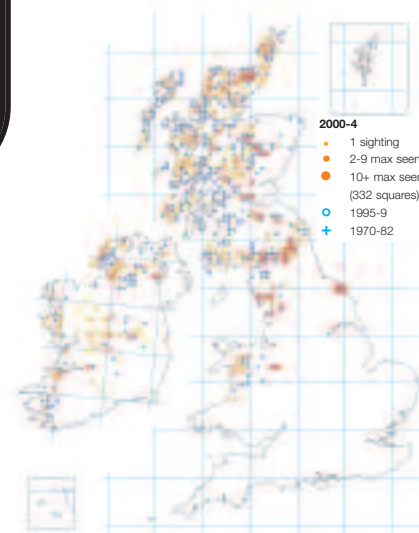 2000-4
1 sighting
2-9 max seen
10+ max seen
(332 squares)
1995-9
1970-82